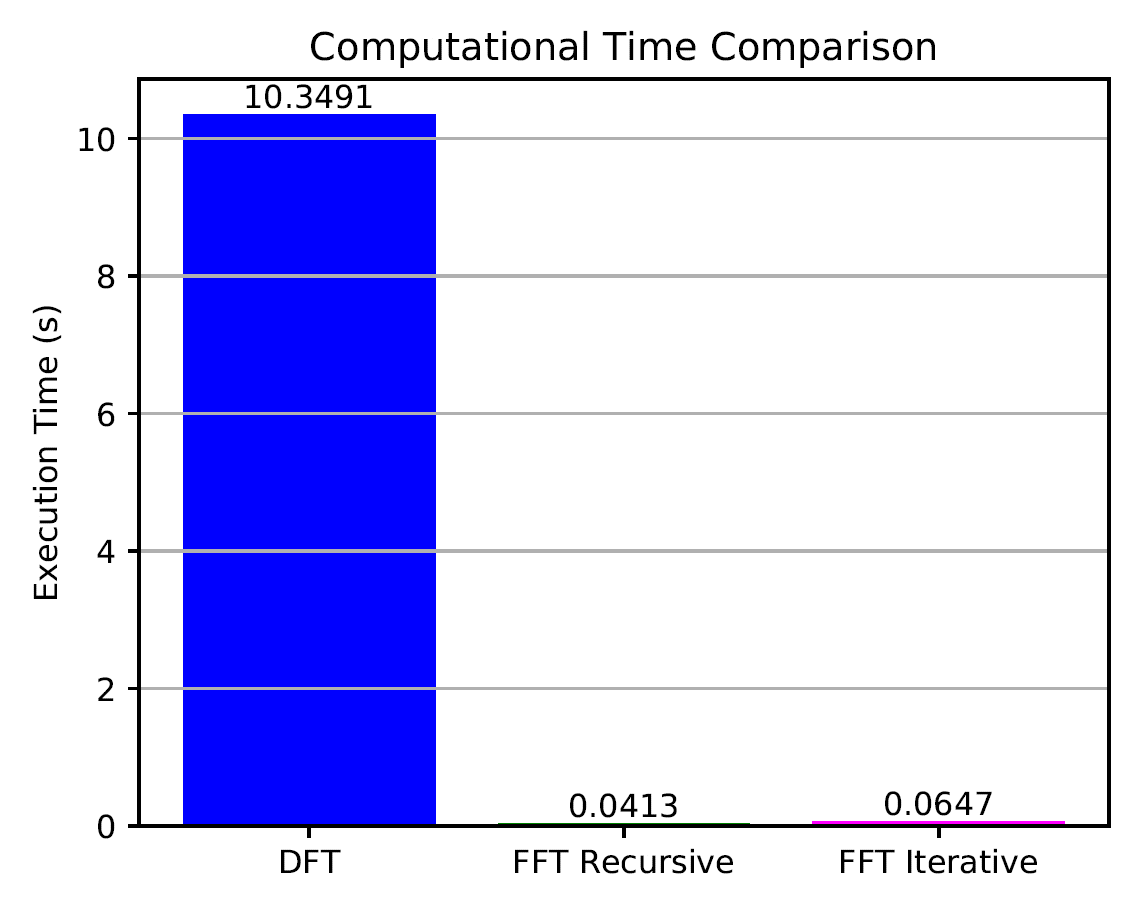 Computational Time Comparison
10.3491
10
8
6
4
2
0
Execution Time (s)
0.0413
0.0647
DFT
FFT Recursive
FFT Iterative